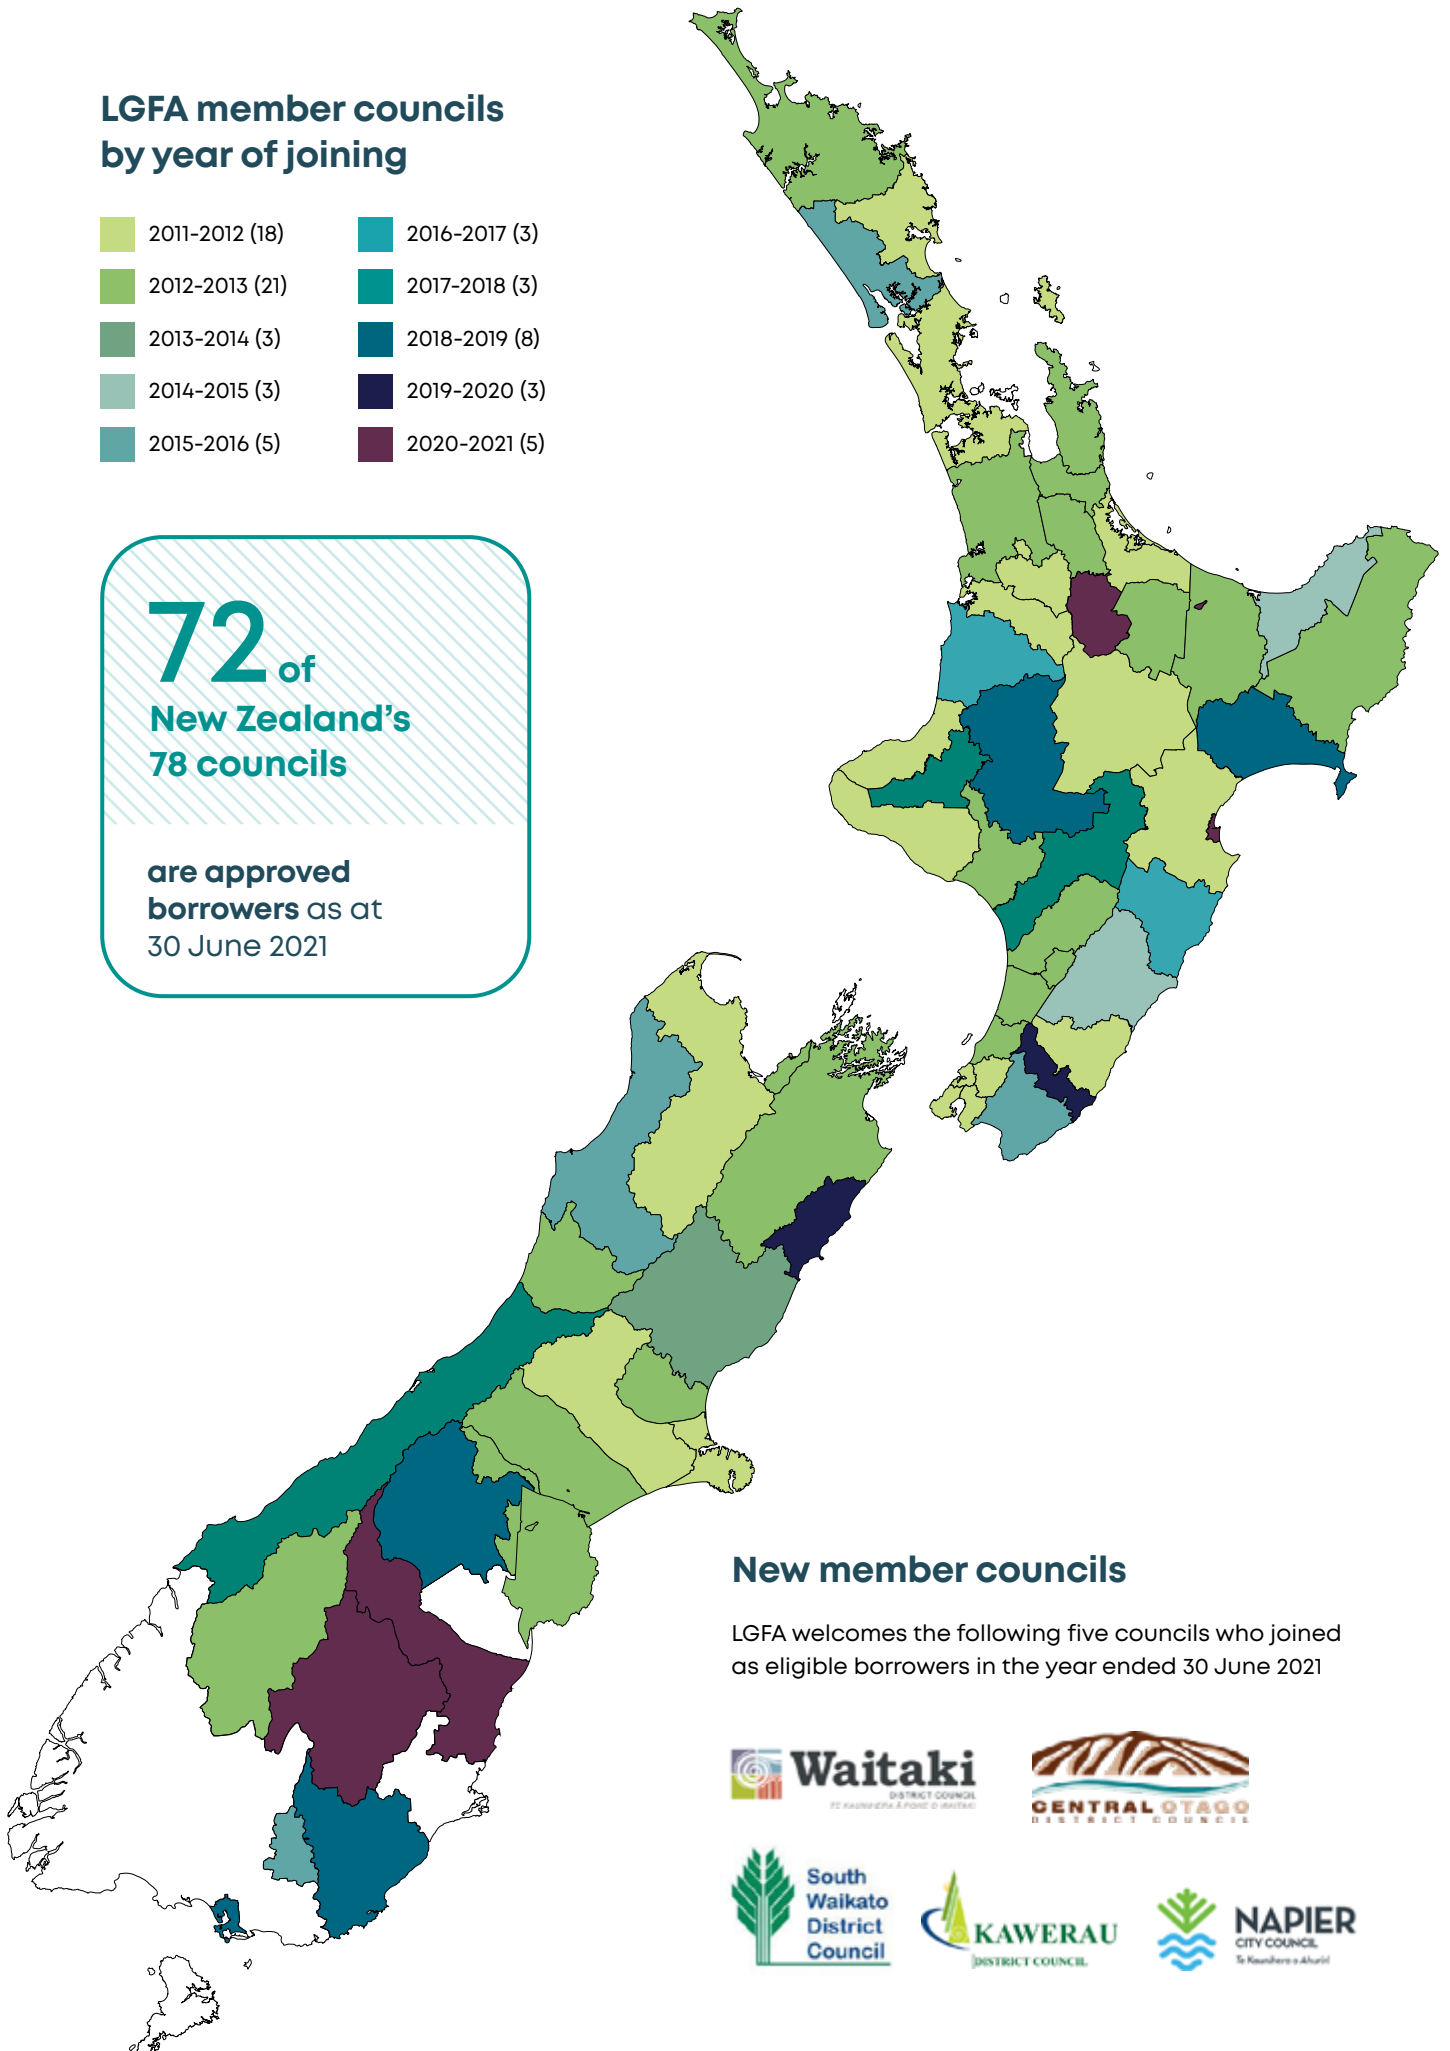 LGFA member councils
by year of joining
2011-2012 (18)
2012-2013 (21)
2013-2014 (3)
2014-2015 (3)
2015-2016 (5)
2016-2017 (3)
2017-2018 (3)
2018-2019 (8)
2019-2020 (3)
2020-2021 (5)
72 of
New Zealand's
78 councils
are approved
borrowers as at
30 June 2021
New member councils
LGFA welcomes the following five councils who joined
as eligible borrowers in the year ended 30 June 2021
Waitaki
DISTRICT COUNCIL
CENTRAL OTAGO
DISTRICT COUNCIL
South
Waikato
District
Council
KAWERAU
DISTRICT COUNCIL
NAPIER
CITY COUNCIL
Te Kaunihera o Ahuriri